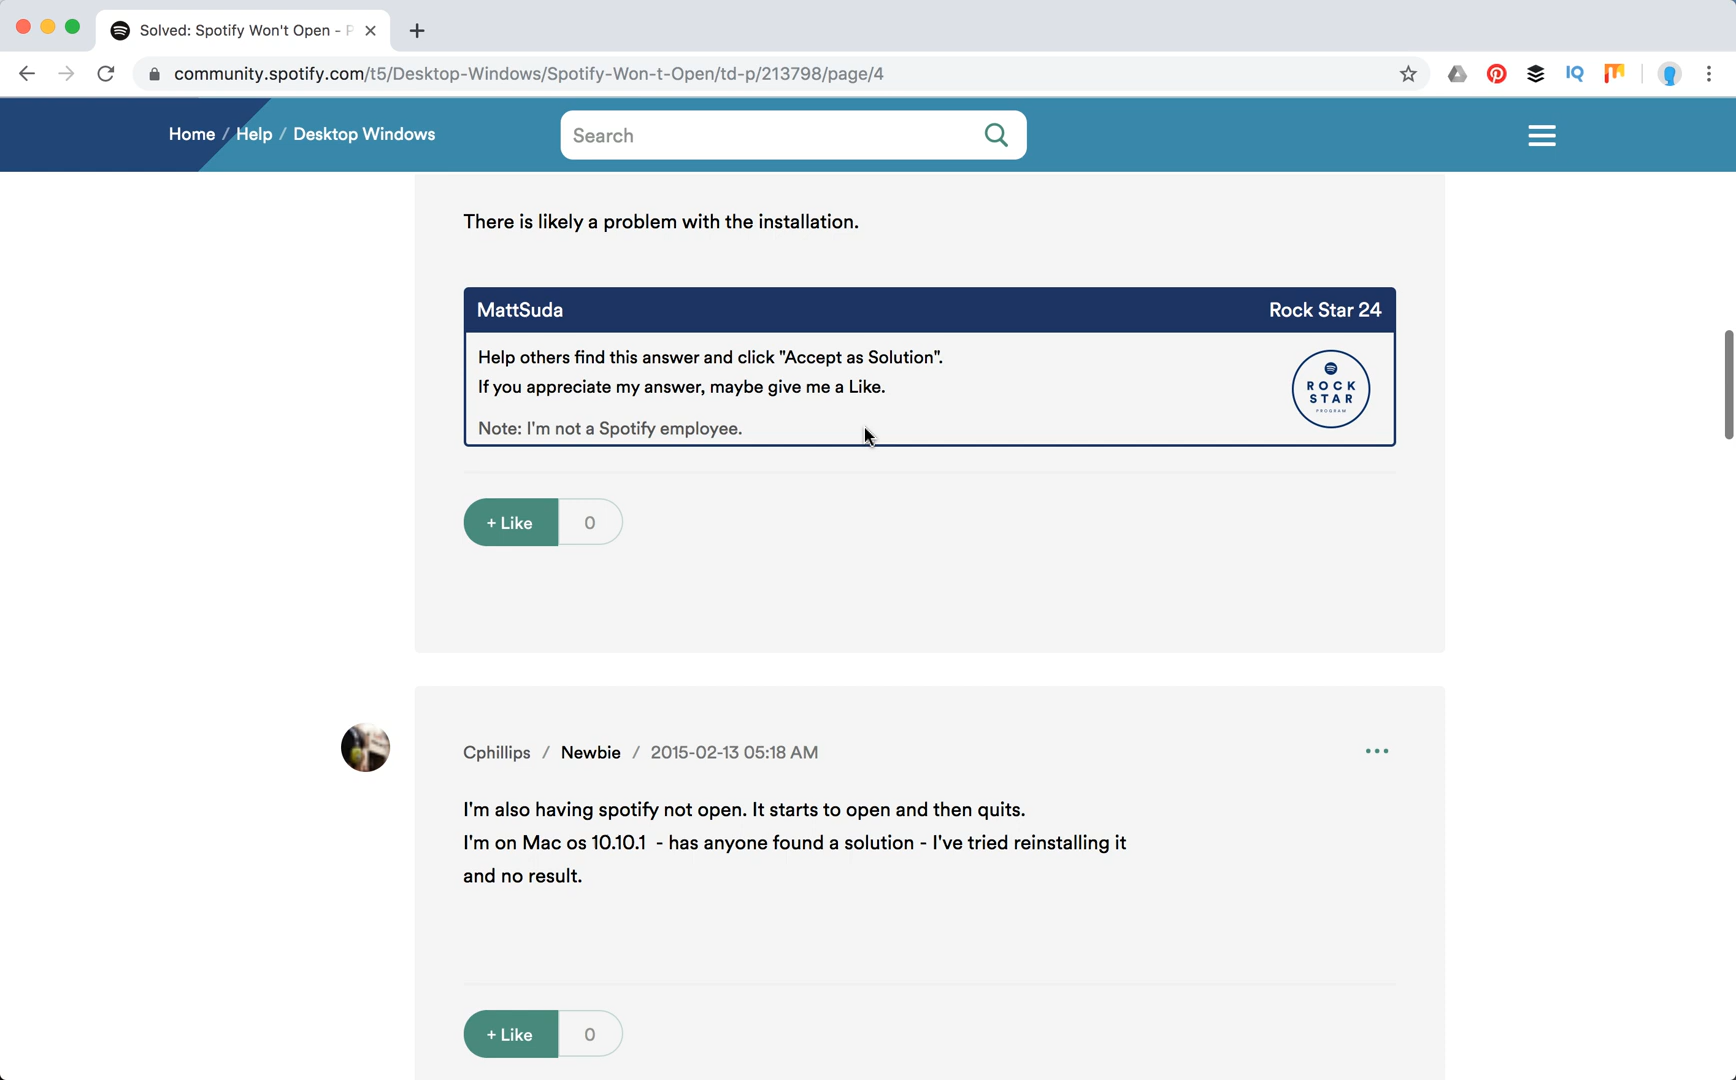 Solved: Spotify Won't Open - P
community.spotify.com/t5/Desktop-Windows/Spotify-Won-t-Open/td-p/213798/page/4
IQ
Home / Help / Desktop Windows
Search
There is likely a problem with the installation.
MattSuda
Rock Star 24
Help others find this answer and click "Accept as Solution".
If you appreciate my answer, maybe give me a Like.
Note: I'm not a Spotify employee.
ROCK
STAR
PROGRAM
+ Like 0
Cphillips / Newbie / 2015-02-13 05:18 AM
I'm also having spotify not open. It starts to open and then quits.
I'm on Mac os 10.10.1 - has anyone found a solution - I've tried reinstalling it
and no result.
+ Like 0